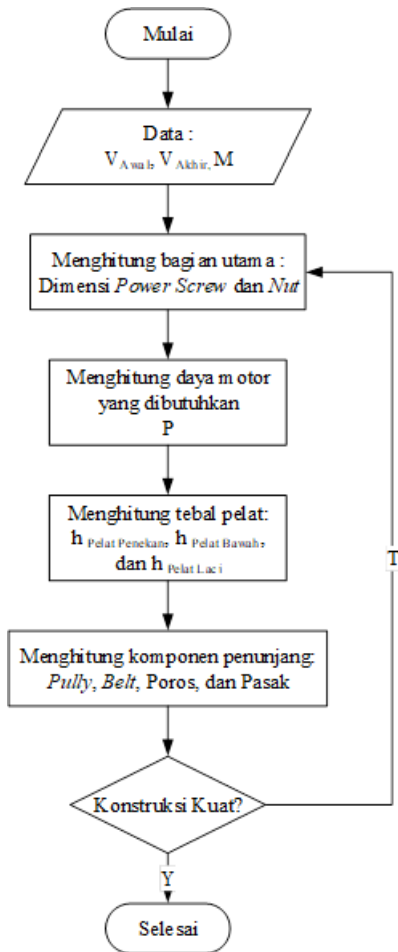 Mulai
Data :
V Awal, V Akhir, M
Menghitung bagian utama :
Dimensi Power Screw dan Nut
Menghitung daya motor
yang dibutuhkan
P
Menghitung tebal pelat:
h Pelat Penekan, h Pelat Bawah,
dan h Pelat Laci
T
Menghitung komponen penunjang:
Pully, Belt, Poros, dan Pasak
Konstruksi Kuat?
Y
Selesai